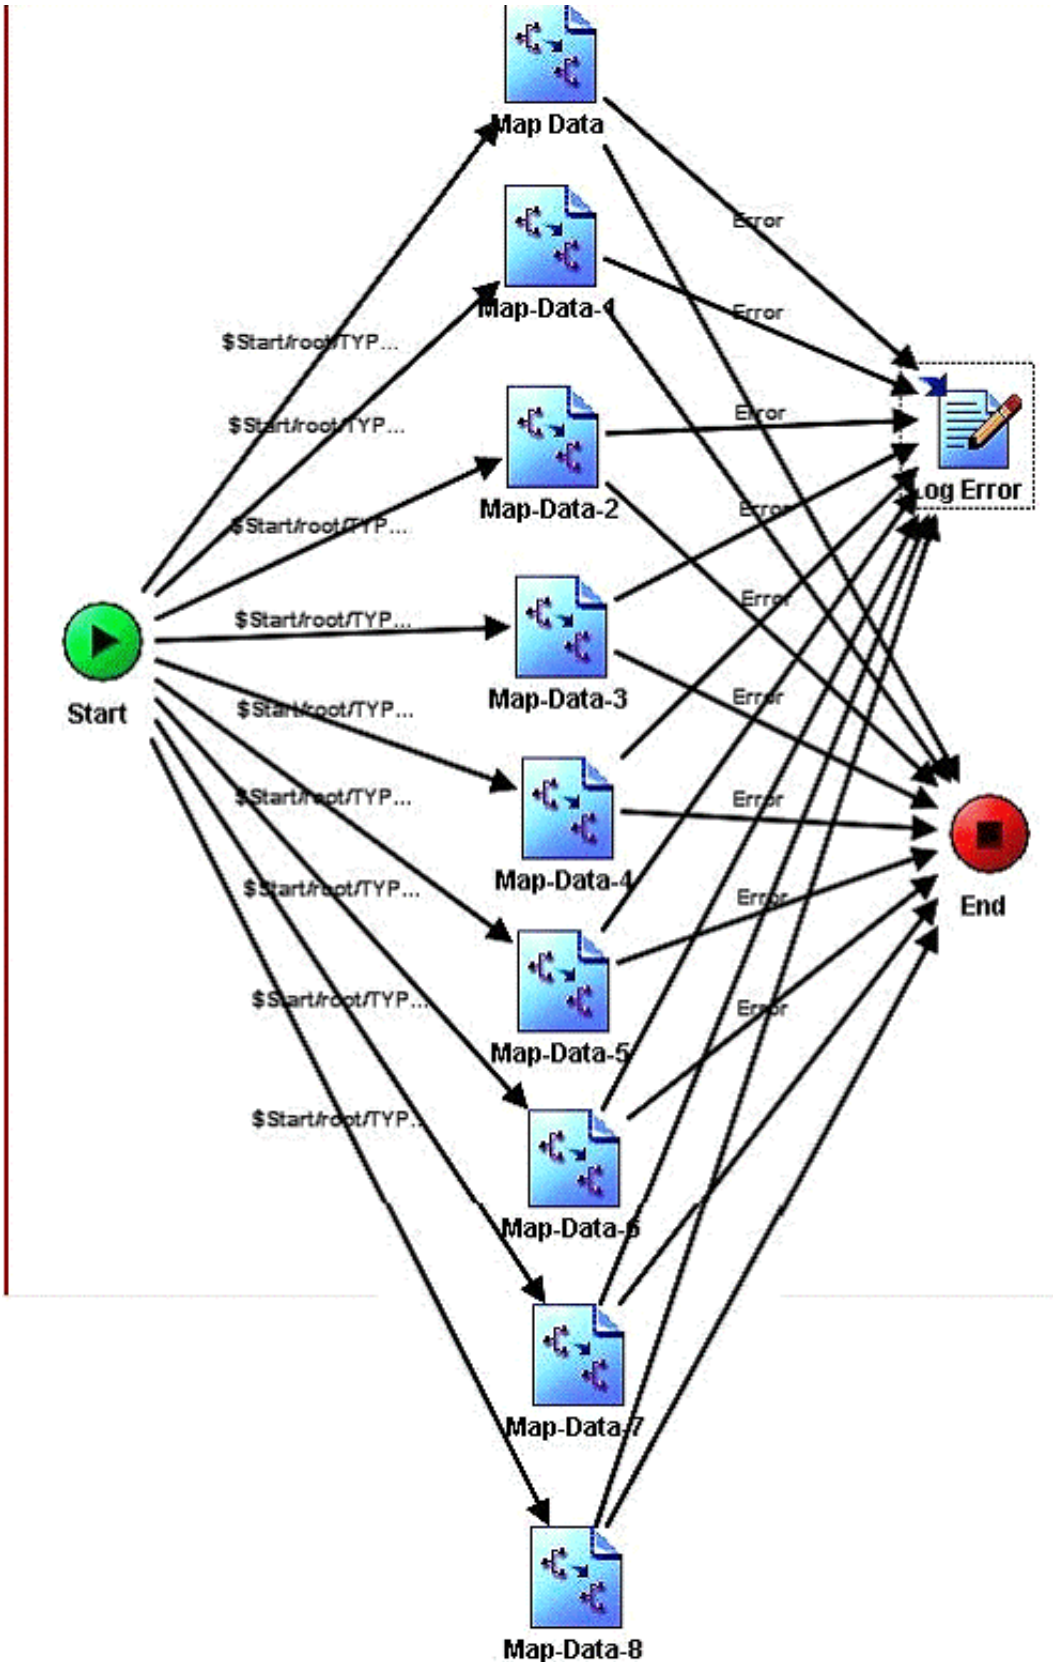 Map Data
Error
Map-Data-1
Error
$Start/root/TYP...
Error
$Start/root/TYP...
Log Error
Map-Data-2
Error
$Start/root/TYP...
Error
$Start/root/TYP...
Map-Data-3
Error
Start
$Start/root/TYP...
$Start/root/TYP...
Error
Map-Data-4
$Start/root/TYP...
Error
End
$Start/root/TYP...
Error
Map-Data-5
$Start/root/TYP...
Map-Data-6
Map-Data-7
Map-Data-8